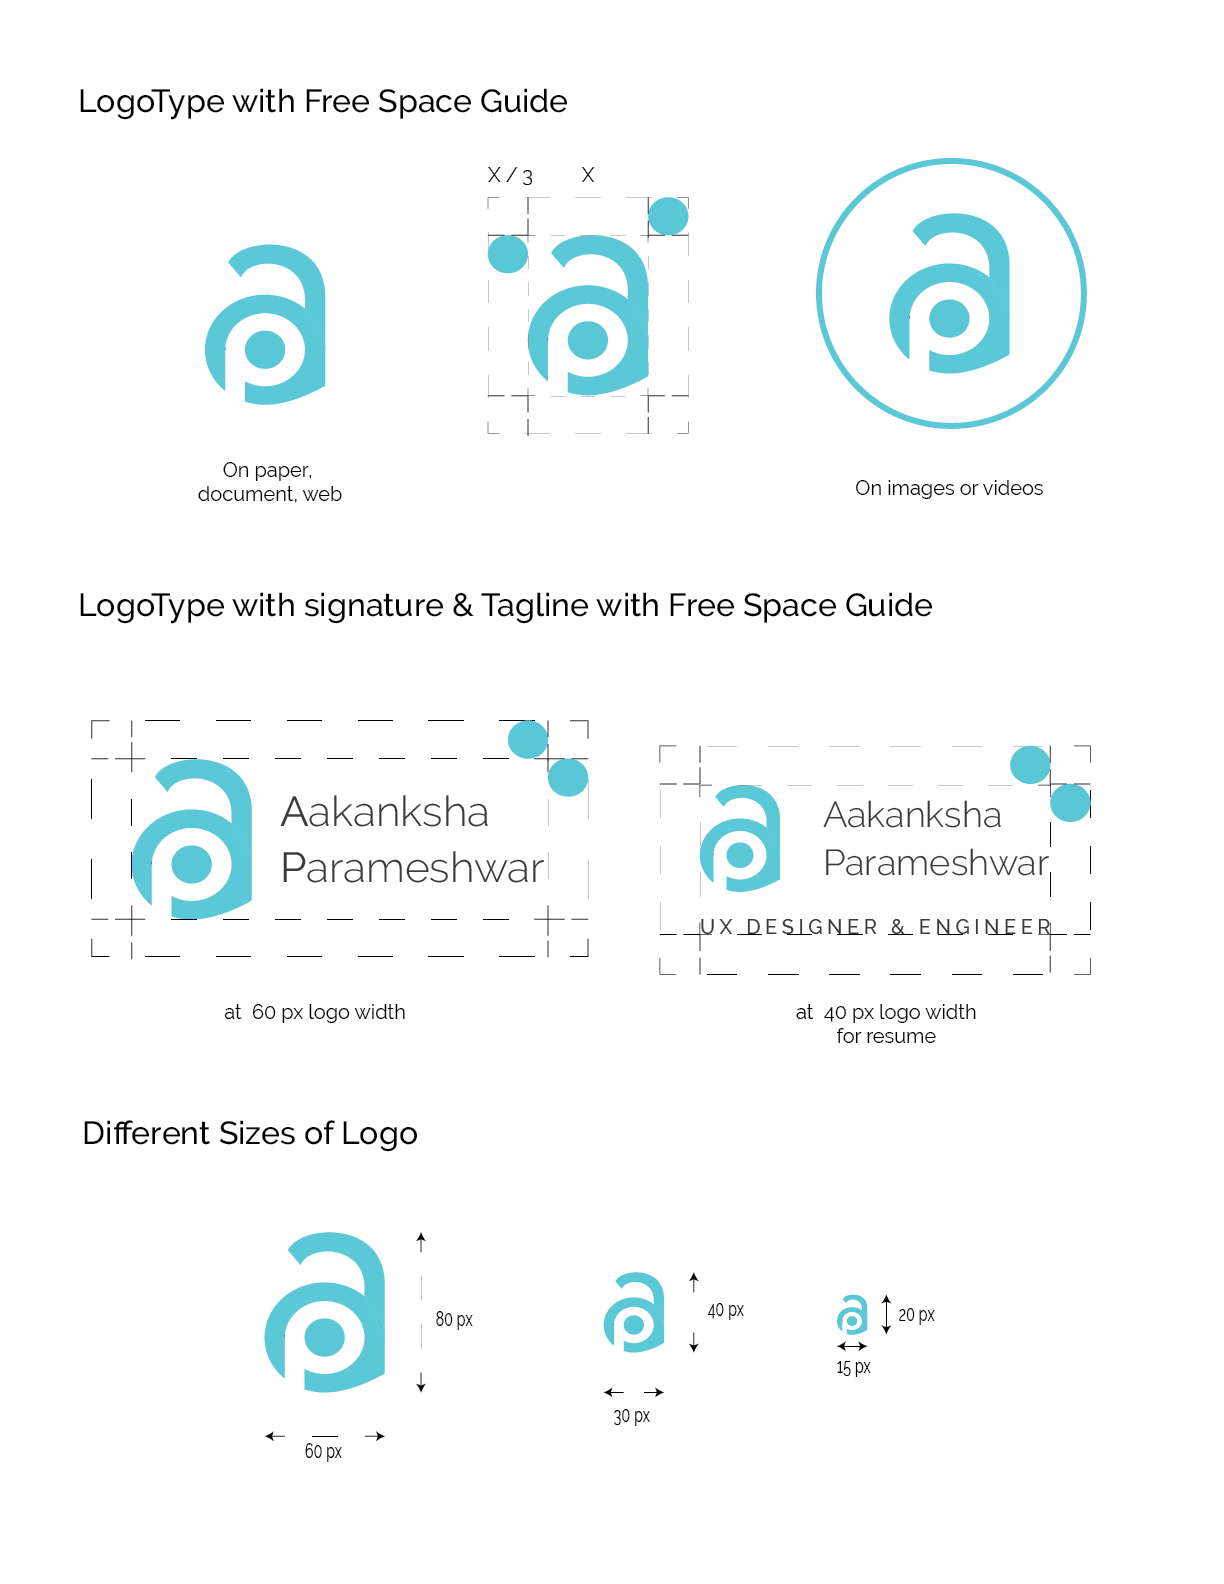 LogoType with Free Space Guide
X / 3 X
On paper,
document, web
On images or videos
LogoType with signature & Tagline with Free Space Guide
Aakanksha
Parameshwar
at 60 px logo width
Aakanksha
Parameshwar
UX DESIGNER & ENGINEER
at 40 px logo width
for resume
Different Sizes of Logo
80 px
60 px
40 px
30 px
20 px
15 px